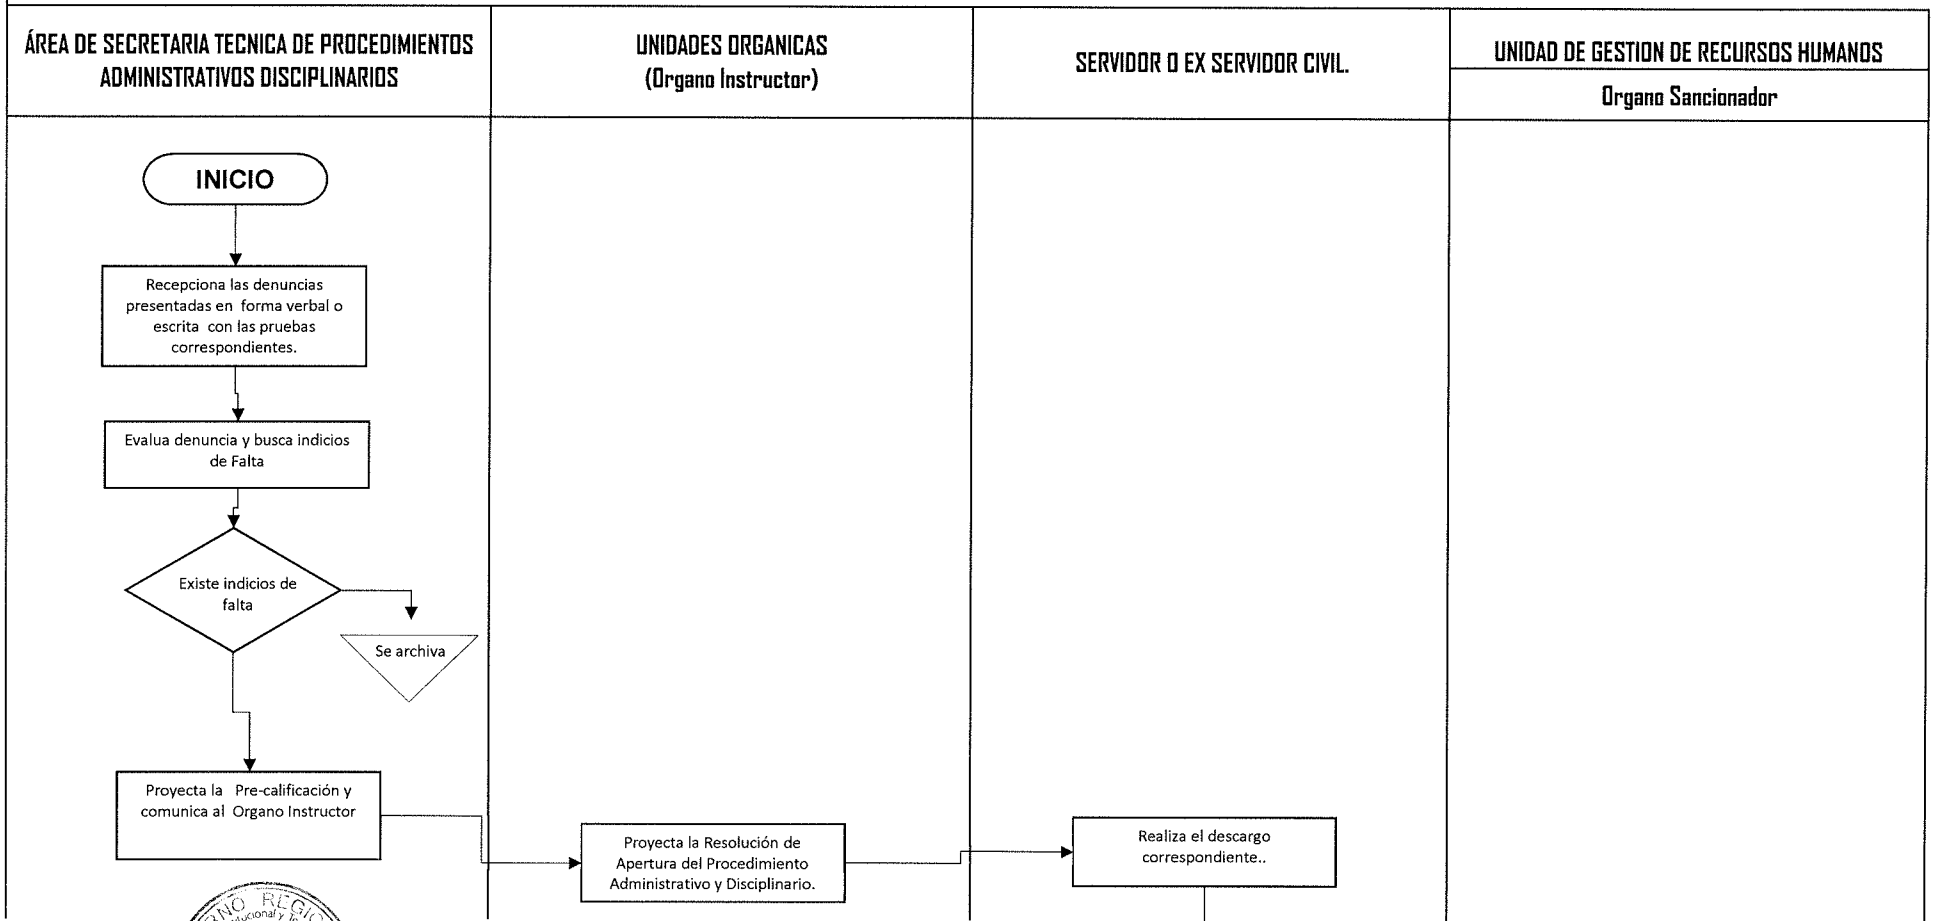 ÁREA DE SECRETARIA TECNICA DE PROCEDIMIENTOS
ADMINISTRATIVOS DISCIPLINARIOS
UNIDADES ORGANICAS
(Organo Instructor)
SERVIDOR O EX SERVIDOR CIVIL.
UNIDAD DE GESTION DE RECURSOS HUMANOS
Organo Sancionador
INICIO
Recepciona las denuncias
presentadas en forma verbal o
escrita con las pruebas
correspondientes.
Evalua denuncia y busca indicios
de Falta
Existe indicios de
falta
Se archiva
Proyecta la Pre-calificación y
comunica al Organo Instructor
Proyecta la Resolución de
Apertura del Procedimiento
Administrativo y Disciplinario.
Realiza el descargo
correspondiente..